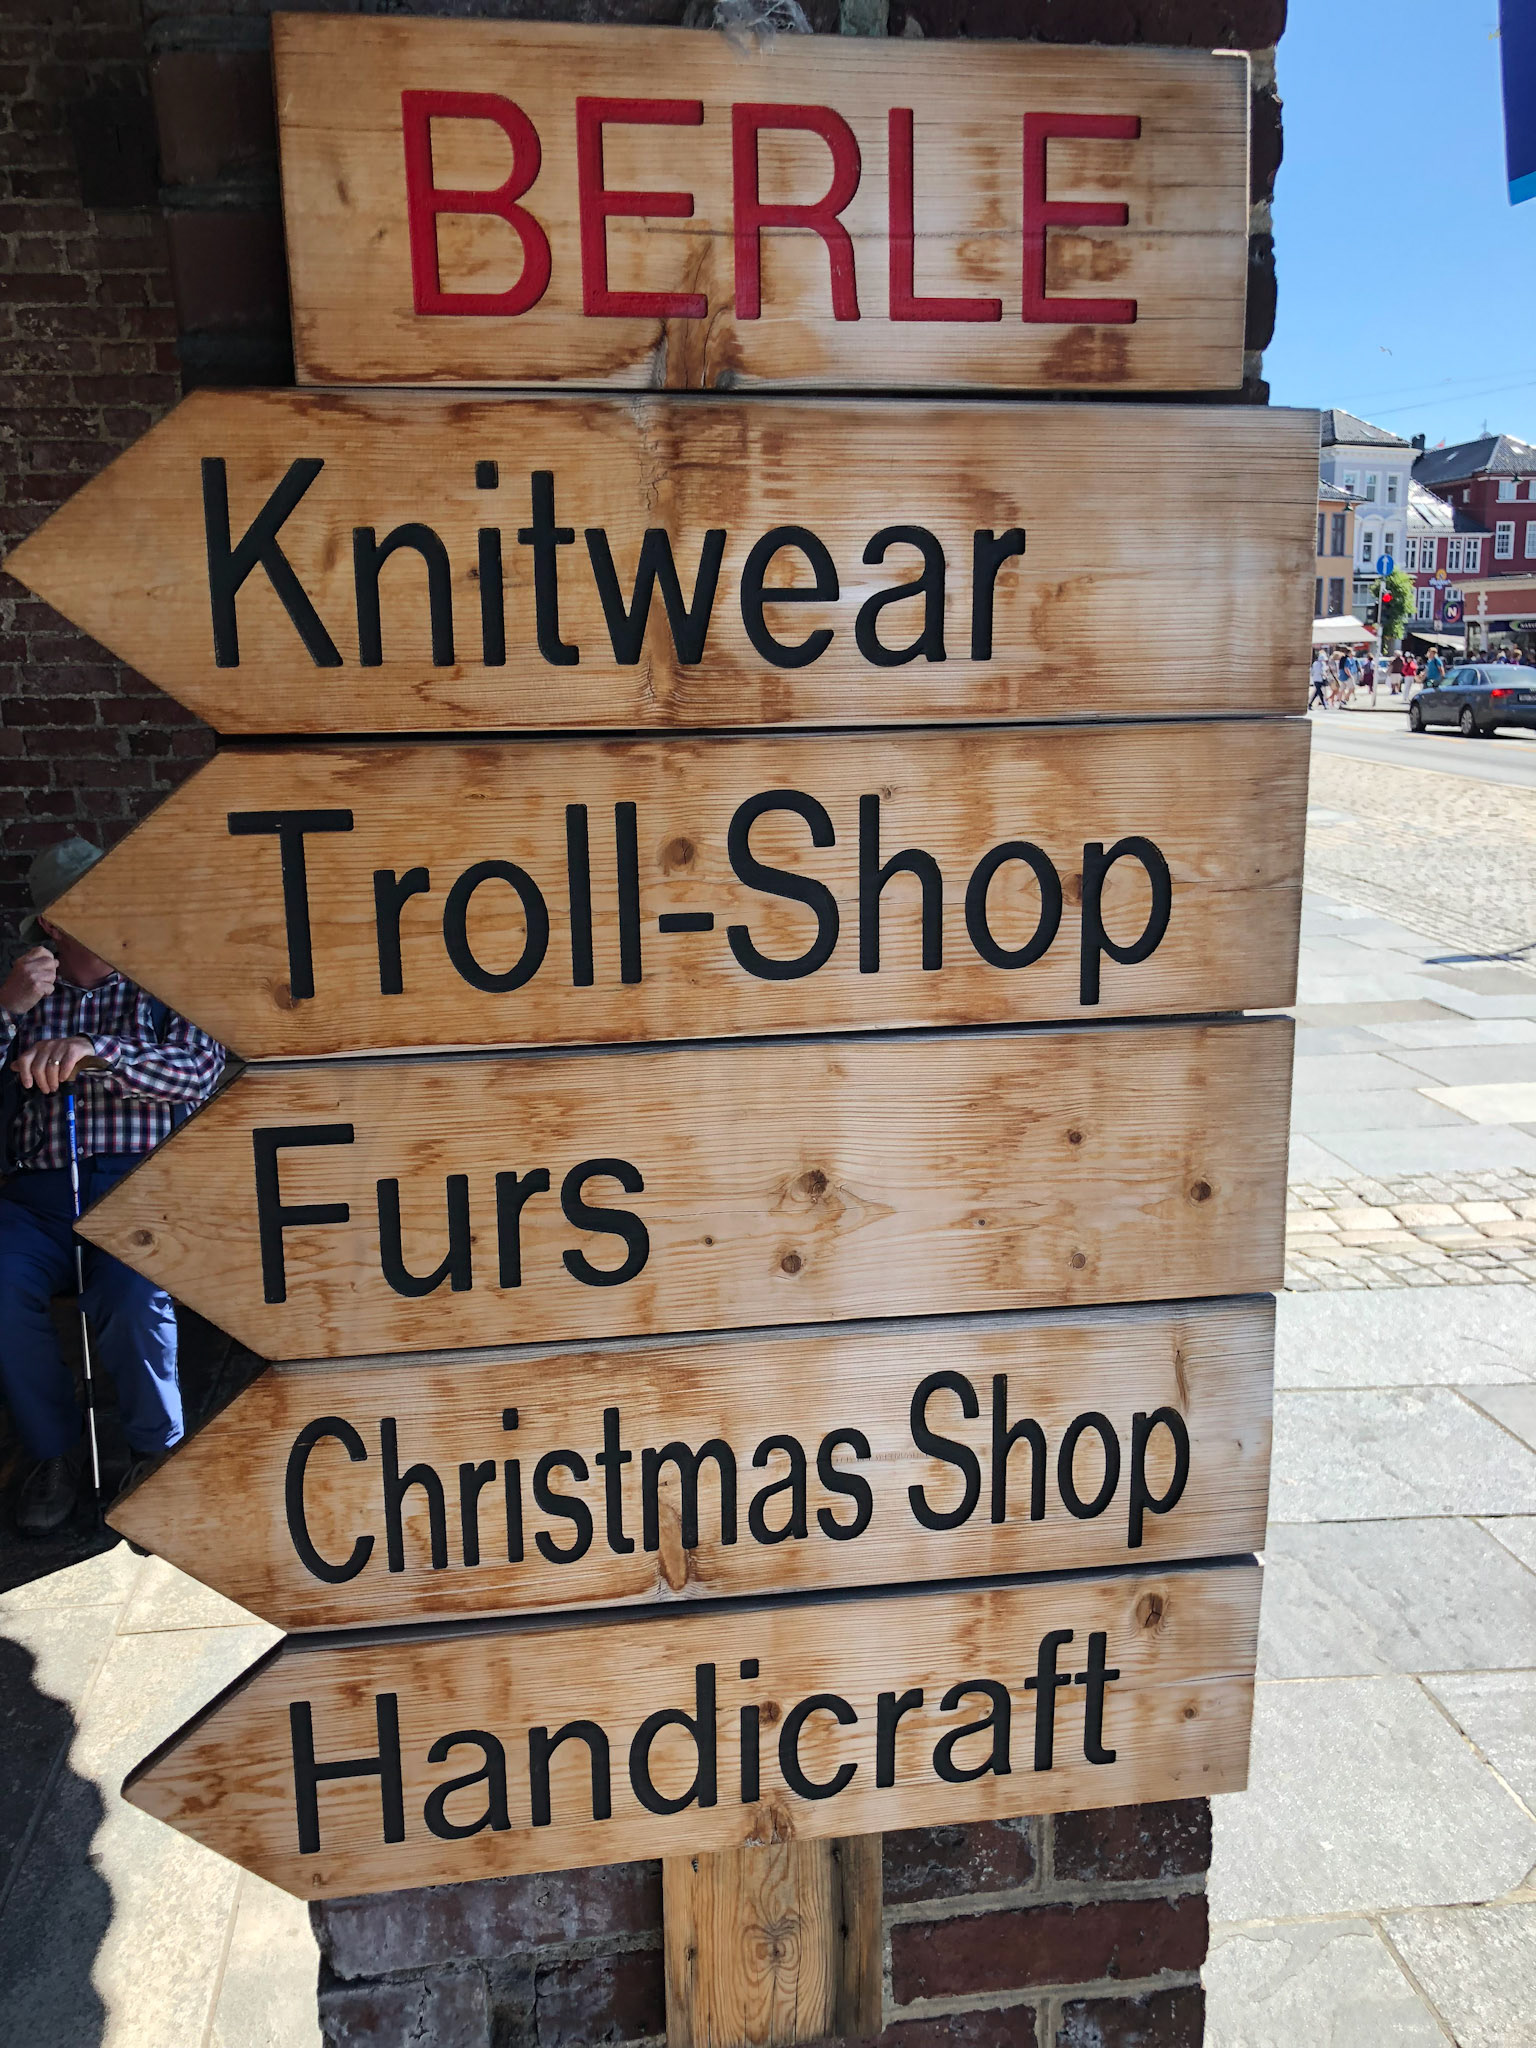 BERLE
Knitwear
Troll-Shop
Furs
Christmas Shop
Handicraft
N